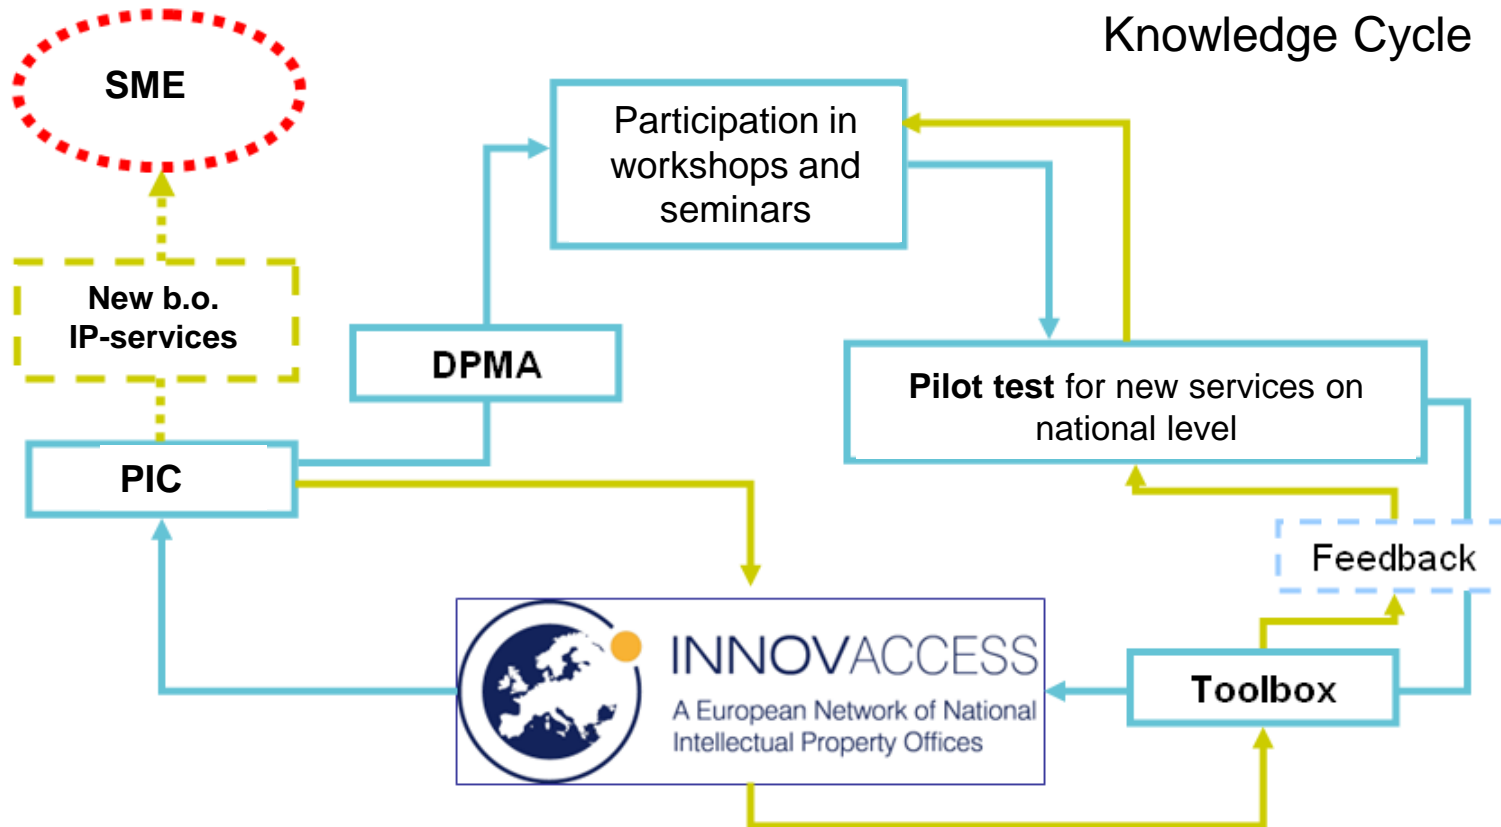 Knowledge Cycle
SME
Participation in
workshops and
seminars
New b.o.
IP-services
DPMA
Pilot test for new services on
national level
PIC
Feedback
INNOVACCESS
A European Network of National
Intellectual Property Offices
Toolbox